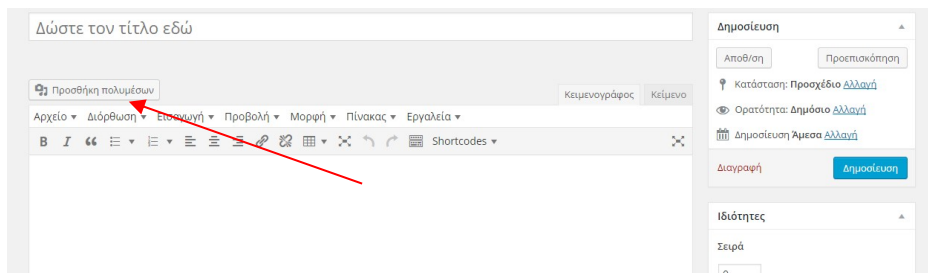 Δώστε τον τίτλο εδώ
Προσθήκη πολυμέσων
Κειμενογράφος Κείμενο
Αρχείο Διόρθωση Εισαγωγή Προβολή Μορφή Πίνακας Εργαλεία
B I Shortcodes
Δημοσίευση
Αποθ/ση Προεπισκόπηση
Κατάσταση: Προσχέδιο Αλλαγή
Ορατότητα: Δημόσιο Αλλαγή
Δημοσίευση Άμεσα Αλλαγή
Διαγραφή Δημοσίευση
Ιδιότητες
Σειρά